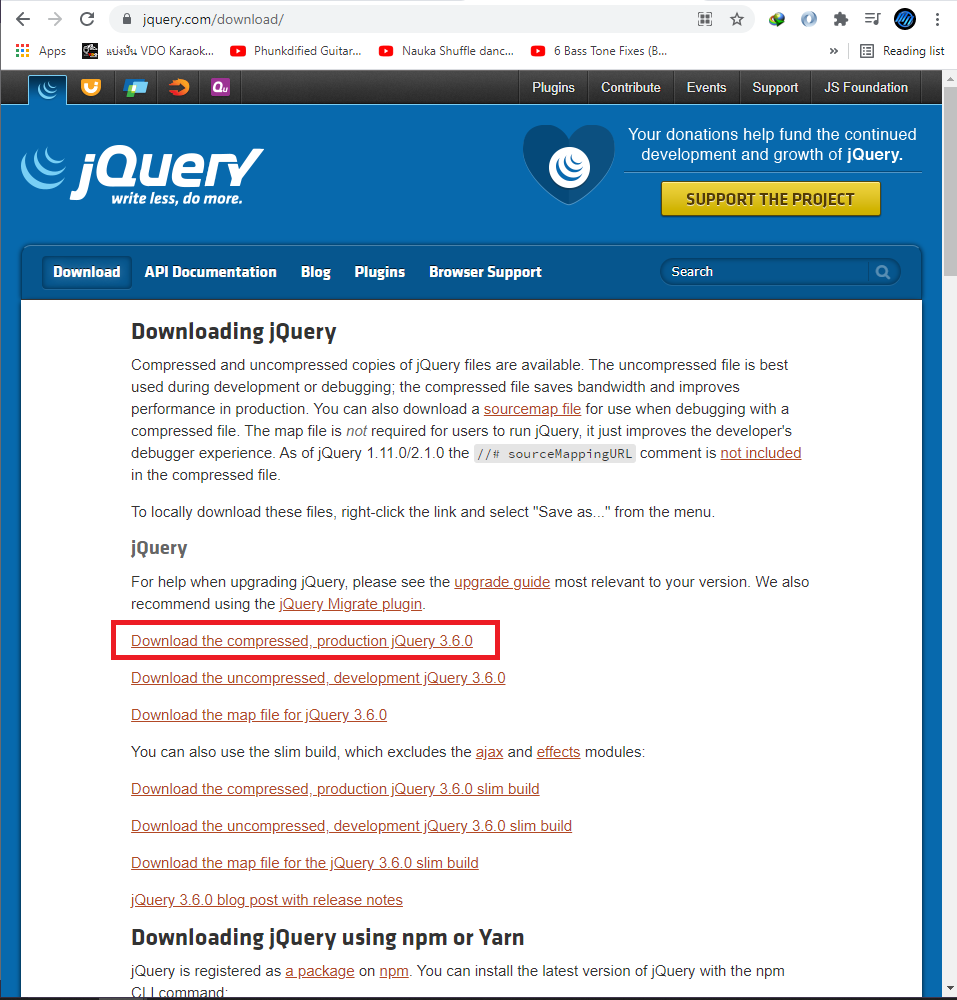 jquery.com/download/
Apps
แบ่งปัน VDO Karaok...
Phunkdified Guitar...
Nauka Shuffle danc...
6 Bass Tone Fixes (B...
»
Reading list
Qu
Plugins
Contribute
Events
Support
JS Foundation
Your donations help fund the continued
development and growth of jQuery.
SUPPORT THE PROJECT
jQuery
write less, do more.
Download
API Documentation
Blog
Plugins
Browser Support
Search
Downloading jQuery
Compressed and uncompressed copies of jQuery files are available. The uncompressed file is best
used during development or debugging; the compressed file saves bandwidth and improves
performance in production. You can also download a sourcemap file for use when debugging with a
compressed file. The map file is not required for users to run jQuery, it just improves the developer's
debugger experience. As of jQuery 1.11.0/2.1.0 the //# sourceMappingURL comment is not included
in the compressed file.
To locally download these files, right-click the link and select "Save as..." from the menu.
jQuery
For help when upgrading jQuery, please see the upgrade guide most relevant to your version. We also
recommend using the jQuery Migrate plugin.
Download the compressed, production jQuery 3.6.0
Download the uncompressed, development jQuery 3.6.0
Download the map file for jQuery 3.6.0
You can also use the slim build, which excludes the ajax and effects modules:
Download the compressed, production jQuery 3.6.0 slim build
Download the uncompressed, development jQuery 3.6.0 slim build
Download the map file for the jQuery 3.6.0 slim build
jQuery 3.6.0 blog post with release notes
Downloading jQuery using npm or Yarn
jQuery is registered as a package on npm. You can install the latest version of jQuery with the npm
CLI command: